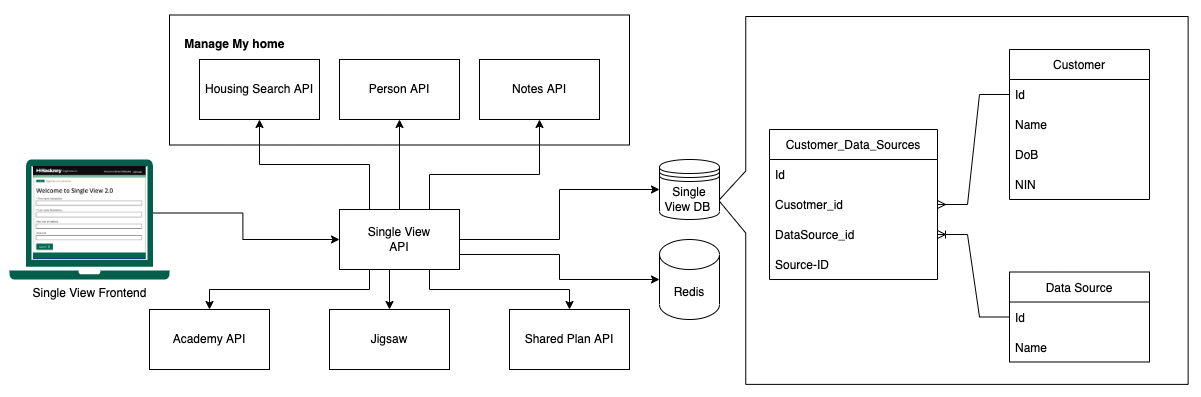 Manage My home
Housing Search API
Person API
Notes API
Hackney
Welcome to Single View 2.0
Single View Frontend
Single View
API
Academy API
Jigsaw
Shared Plan API
Single
View DB
Redis
Customer_Data_Sources
Id
Cusotmer_id
DataSource_id
Source-ID
Customer
Id
Name
DoB
NIN
Data Source
Id
Name